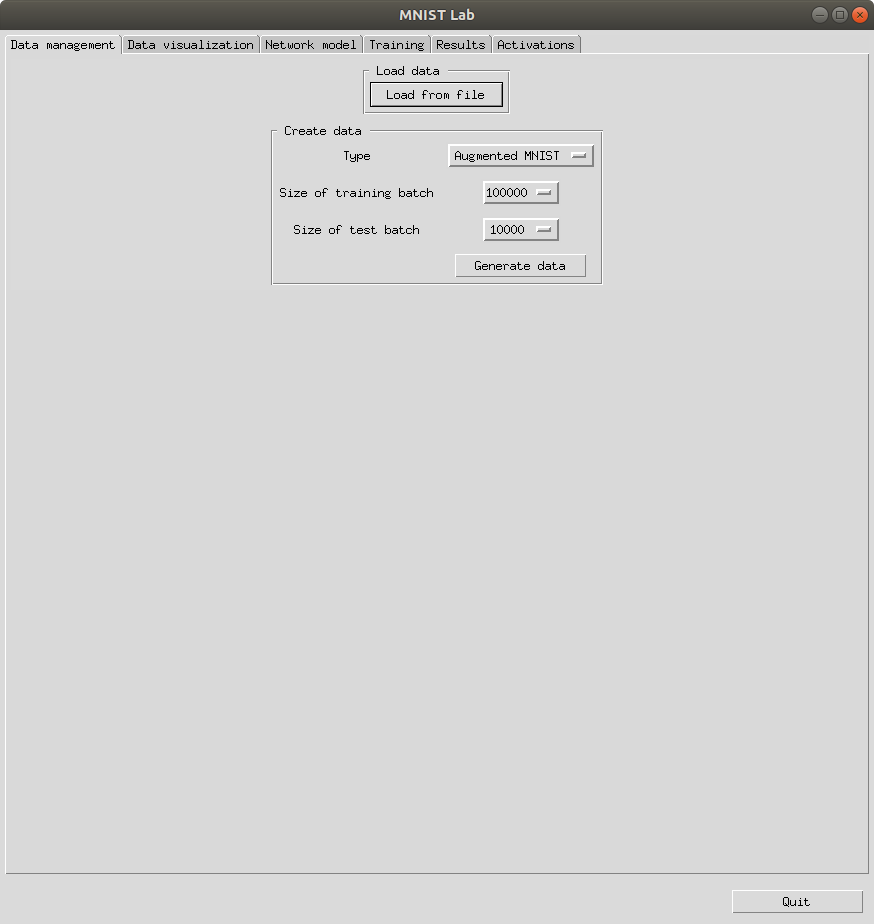 MNIST Lab
Data management Data visualization Network model Training Results Activations
Load data
Load from file
Create data
Type Augmented MNIST
Size of training batch 100000
Size of test batch 10000
Generate data
Quit